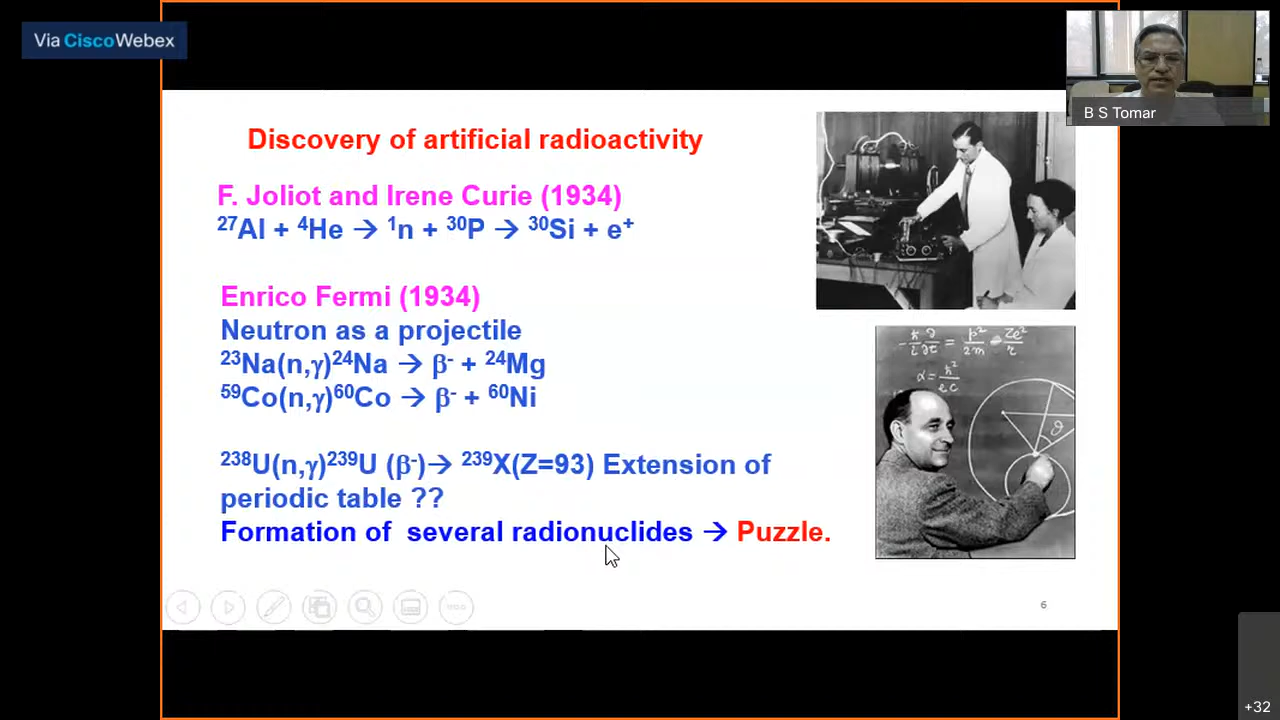 Via CiscoWebex
B S Tomar
Discovery of artificial radioactivity
F. Joliot and Irene Curie (1934)
²⁷Al + ⁴He → ¹n + ³⁰P → ³⁰Si + e⁺
Enrico Fermi (1934)
Neutron as a projectile
²³Na(n,γ)²⁴Na → β⁻ + ²⁴Mg
⁵⁹Co(n,γ)⁶⁰Co → β⁻ + ⁶⁰Ni
²³⁸U(n,γ)²³⁹U (β⁻)→ ²³⁹X(Z=93) Extension of
periodic table ??
Formation of several radionuclides → Puzzle.
6
+32